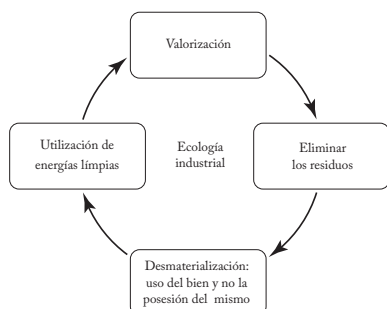 Valorización
Utilización de
energías límpias
Ecología
industrial
Eliminar
los residuos
Desmaterialización:
uso del bien y no la
posesión del mismo